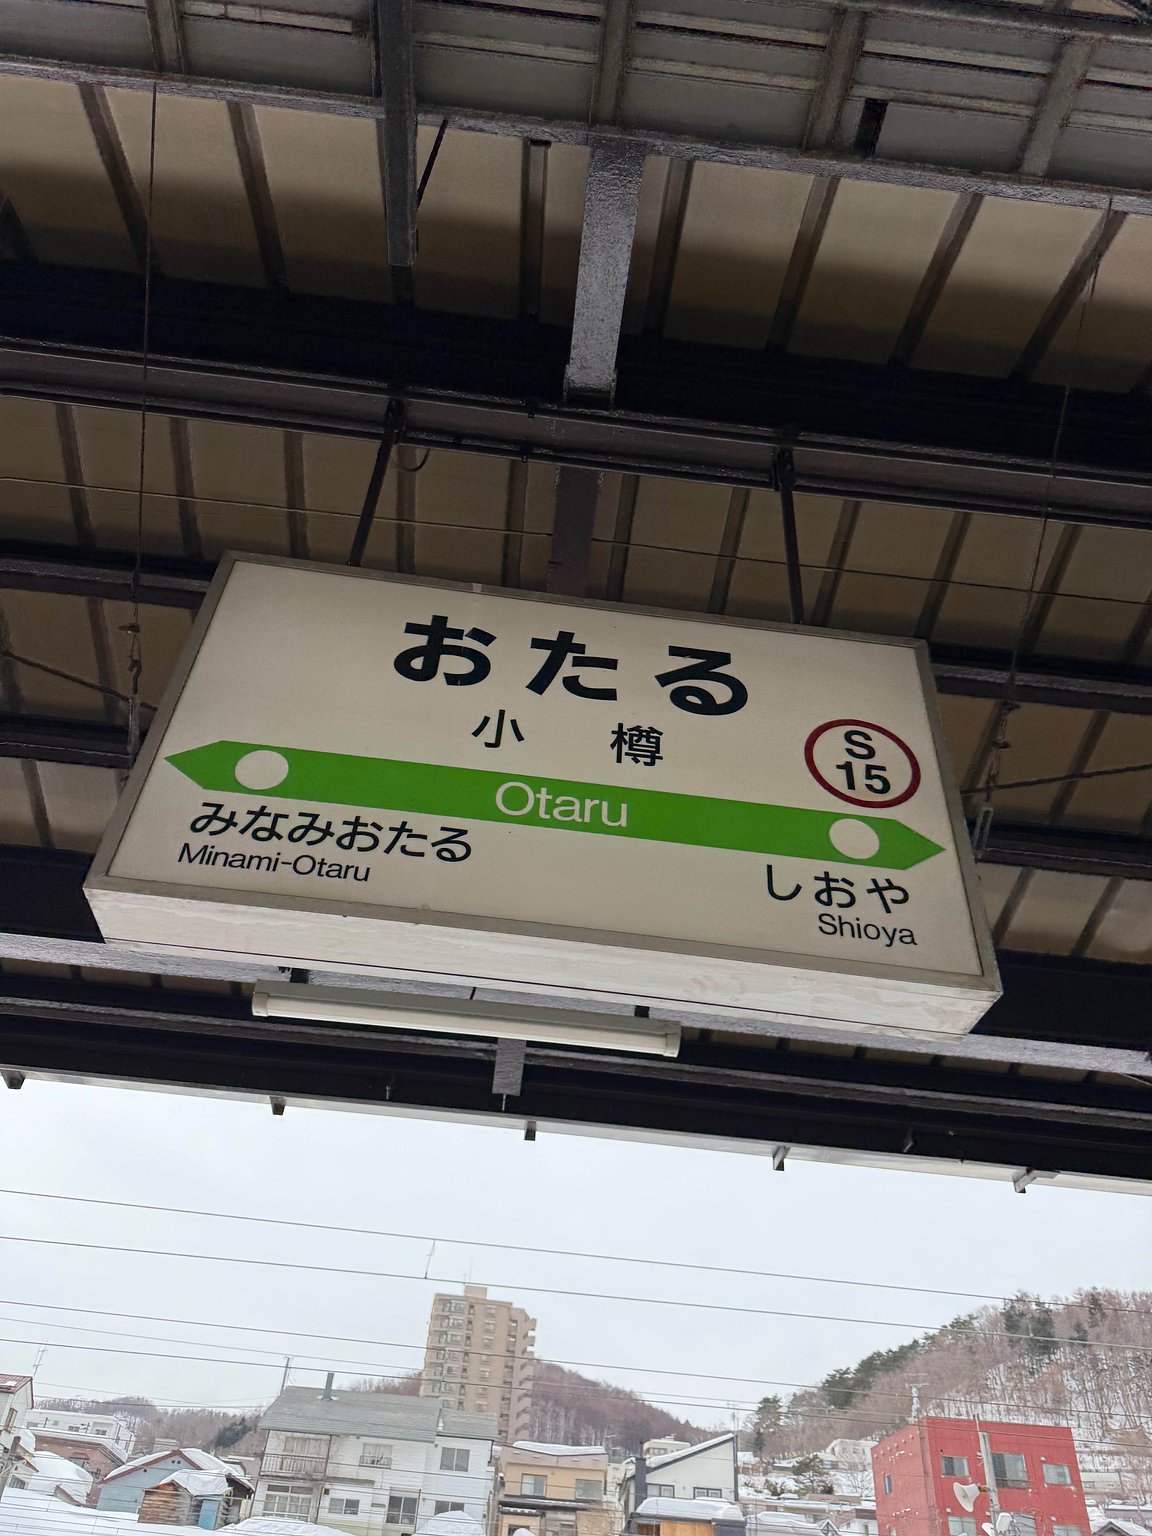 おたる
小樽
S
15
Otaru
みなみおたる
Minami-Otaru
しおや
Shioya